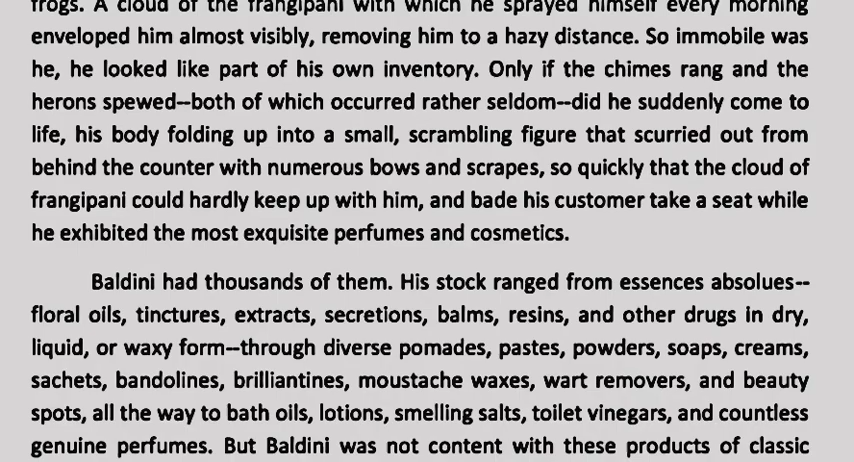 frogs. A cloud of the frangipani with which he sprayed himself every morning
enveloped him almost visibly, removing him to a hazy distance. So immobile was
he, he looked like part of his own inventory. Only if the chimes rang and the
herons spewed--both of which occurred rather seldom--did he suddenly come to
life, his body folding up into a small, scrambling figure that scurried out from
behind the counter with numerous bows and scrapes, so quickly that the cloud of
frangipani could hardly keep up with him, and bade his customer take a seat while
he exhibited the most exquisite perfumes and cosmetics.
Baldini had thousands of them. His stock ranged from essences absolues--
floral oils, tinctures, extracts, secretions, balms, resins, and other drugs in dry,
liquid, or waxy form--through diverse pomades, pastes, powders, soaps, creams,
sachets, bandolines, brilliantines, moustache waxes, wart removers, and beauty
spots, all the way to bath oils, lotions, smelling salts, toilet vinegars, and countless
genuine perfumes. But Baldini was not content with these products of classic